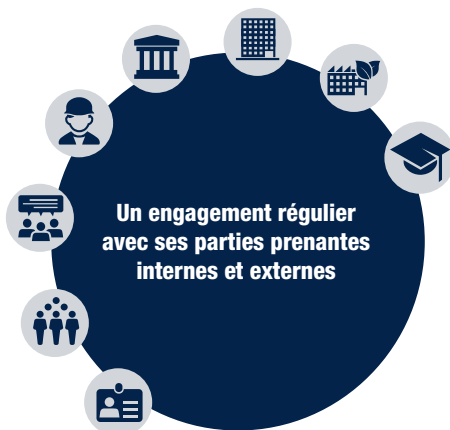 Un engagement régulier
avec ses parties prenantes
internes et externes